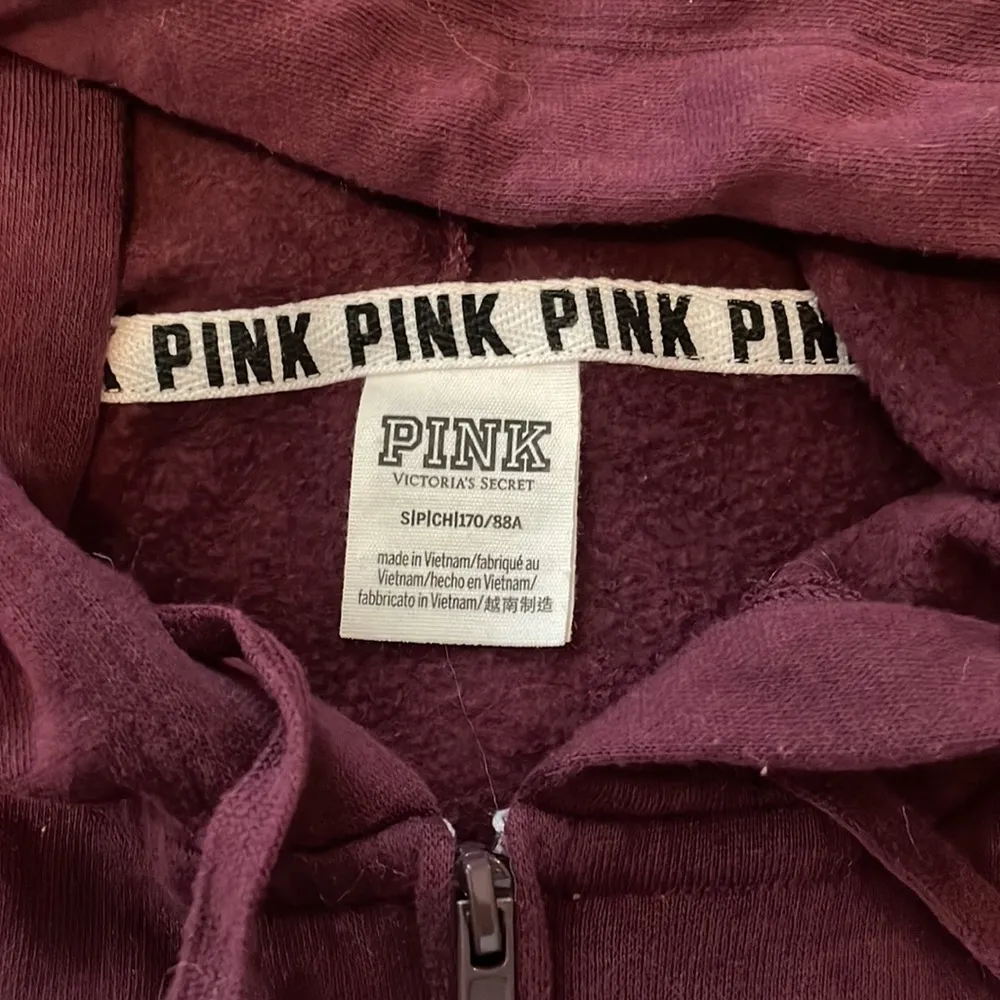 PINK PINK PINK PIN
PINK
VICTORIA'S SECRET
S|P|CH|170/88A
made in Vietnam/fabriqué au
Vietnam/hecho en Vietnam/
fabbricato in Vietnam/越南制造